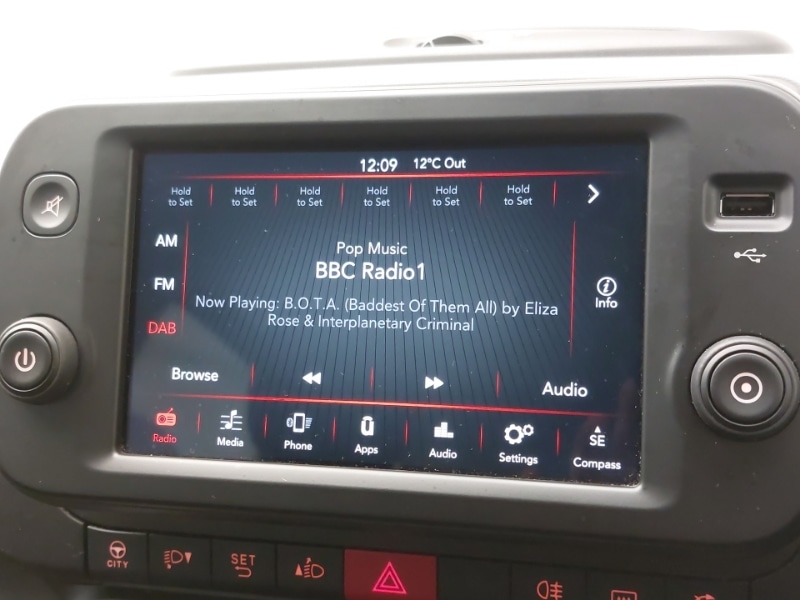 12:09 12°C Out
Hold Hold Hold Hold Hold Hold
to Set to Set to Set to Set to Set to Set
AM
FM
DAB
Pop Music
BBC Radio1
Now Playing: B.O.T.A. (Baddest Of Them All) by Eliza
Rose & Interplanetary Criminal
Info
Browse
Audio
Radio Media Phone Apps Audio Settings
SE
Compass
CITY
SET